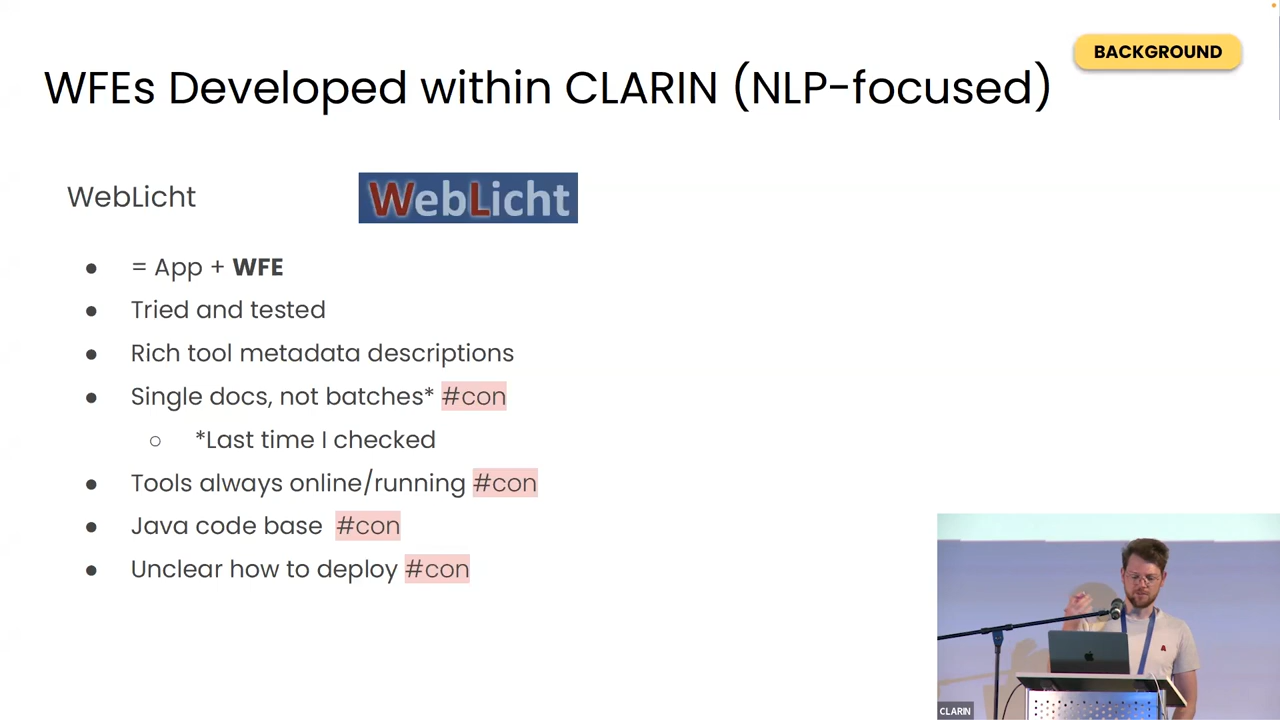 BACKGROUND
WFEs Developed within CLARIN (NLP-focused)
WebLicht
WebLicht
● = App + WFE
● Tried and tested
● Rich tool metadata descriptions
● Single docs, not batches* #con
○ *Last time I checked
● Tools always online/running #con
● Java code base #con
● Unclear how to deploy #con
CLARIN